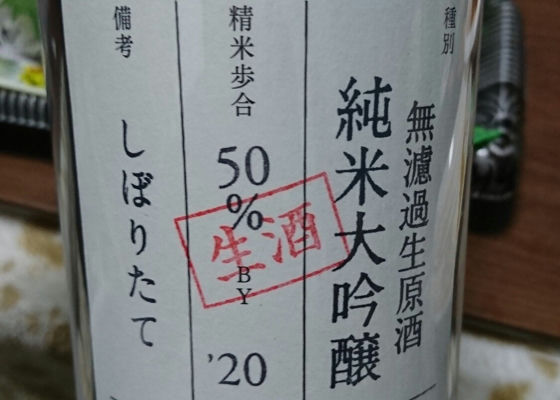 種別
無濾過生原酒
純米大吟醸
精米歩合
50%
BY
'20
生酒
備考
しぼりたて